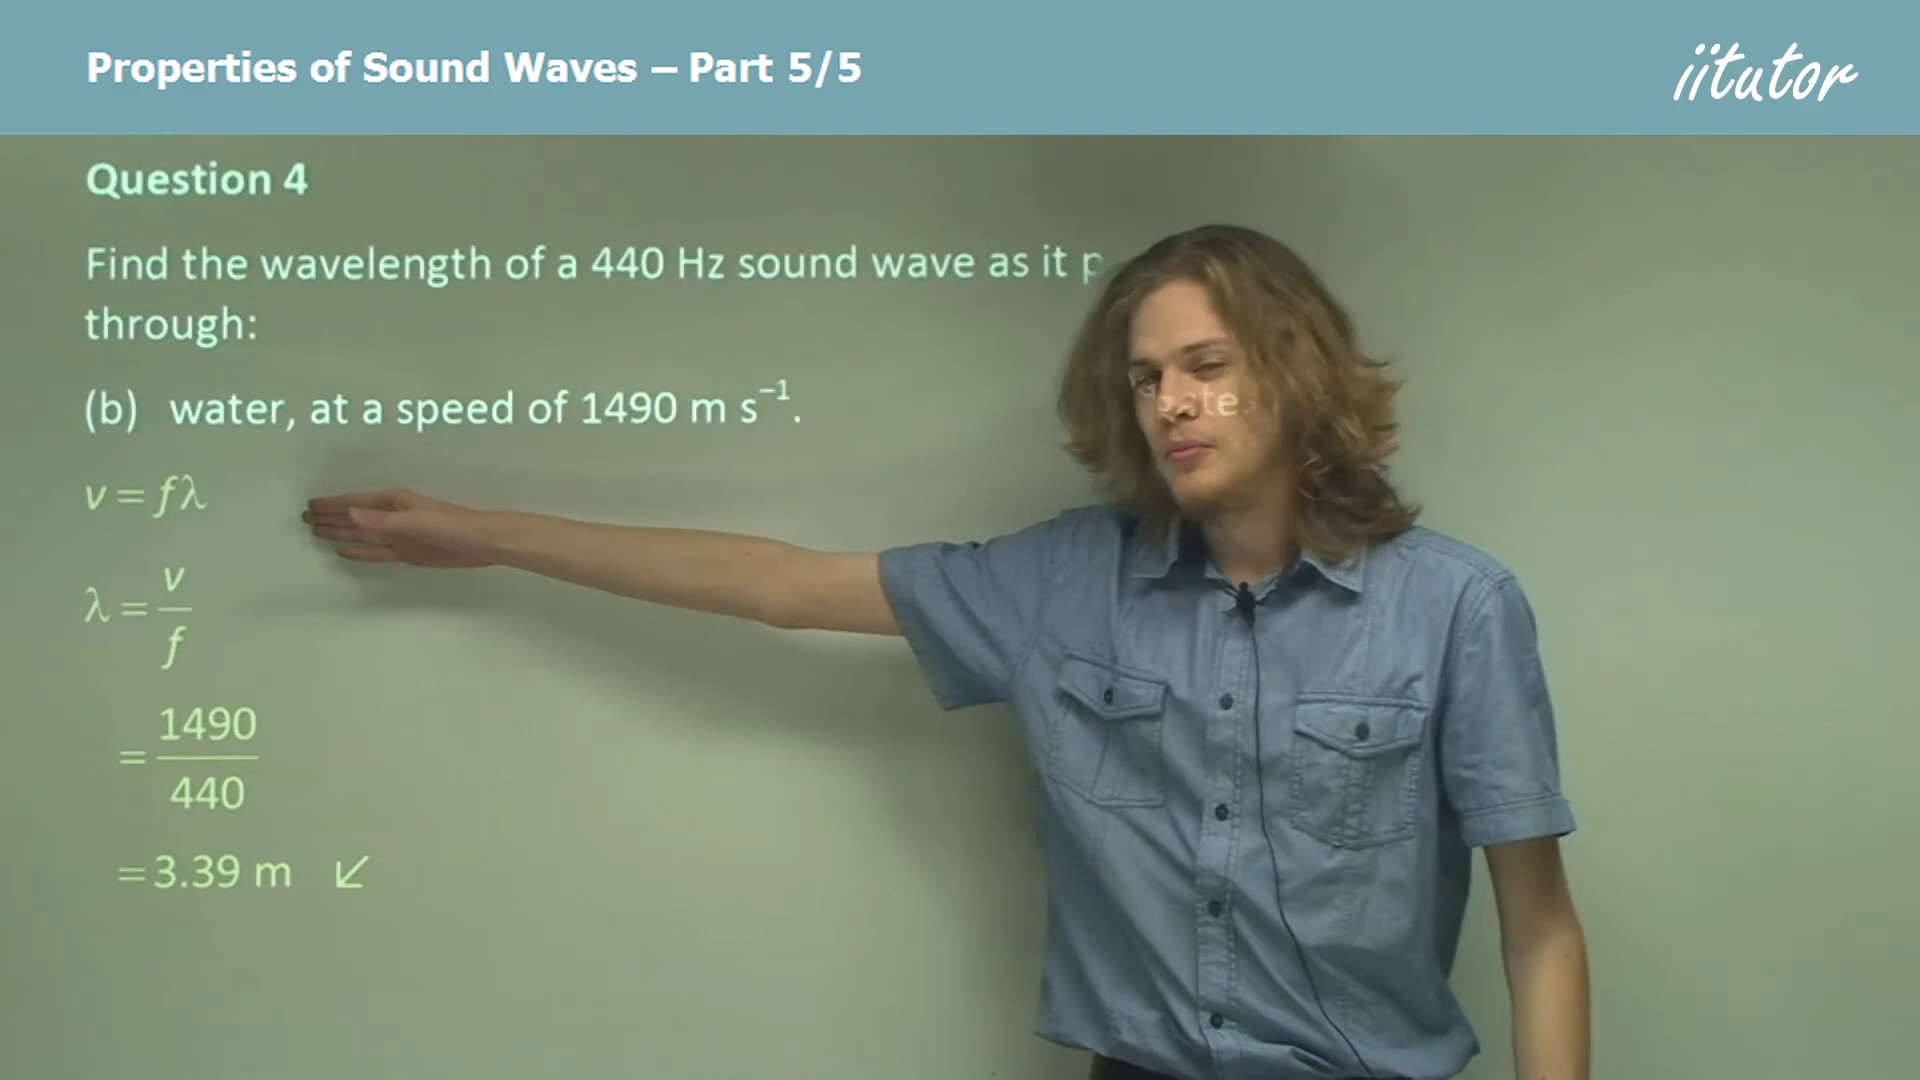 Properties of Sound Waves – Part 5/5
iitutor
Question 4
Find the wavelength of a 440 Hz sound wave as it
through:
(b) water, at a speed of 1490 m s⁻¹.
v = fλ
λ = v/f
= 1490/440
= 3.39 m ↙